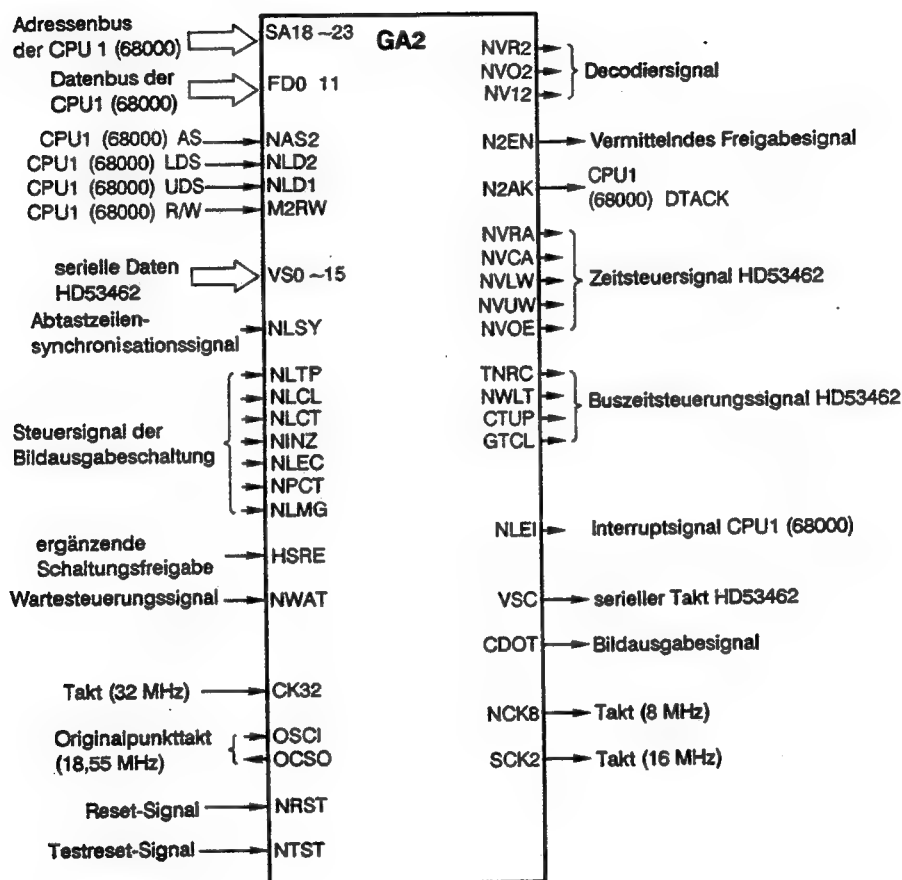 Adressenbus
der CPU 1 (68000)
SA18 ~23
GA2
Datenbus der
CPU1 (68000)
FD0 11
CPU1 (68000) AS
NAS2
CPU1 (68000) LDS
NLD2
CPU1 (68000) UDS
NLD1
CPU1 (68000) R/W
M2RW
serielle Daten
HD53462
VS0 ~15
Abtastzeilen-
synchronisationssignal
NLSY
Steuersignal der
Bildausgabeschaltung
NLTP
NLCL
NLCT
NINZ
NLEC
NPCT
NLMG
ergänzende
Schaltungsfreigabe
HSRE
Wartesteuerungssignal
NWAT
Takt (32 MHz)
CK32
Originalpunkttakt
(18,55 MHz)
OSCI
OCSO
Reset-Signal
NRST
Testreset-Signal
NTST
NVR2
NVO2
NV12
Decodiersignal
N2EN
Vermittelndes Freigabesignal
N2AK
CPU1
(68000) DTACK
NVRA
NVCA
NVLW
NVUW
NVOE
Zeitsteuersignal HD53462
TNRC
NWLT
CTUP
GTCL
Buszeitsteuerungssignal HD53462
NLEI
Interruptsignal CPU1 (68000)
VSC
serieller Takt HD53462
CDOT
Bildausgabesignal
NCK8
Takt (8 MHz)
SCK2
Takt (16 MHz)